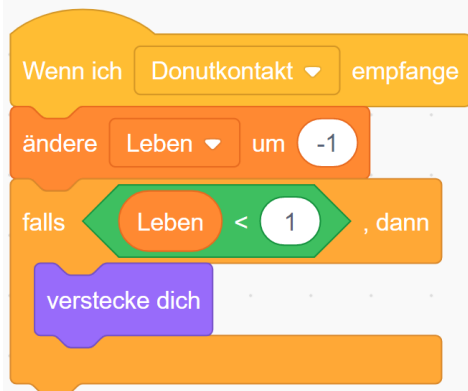 Wenn ich Donutkontakt empfange
ändere Leben um -1
falls Leben < 1 , dann
verstecke dich